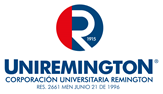 R
1915
UNIREMINGTON®
CORPORACIÓN UNIVERSITARIA REMINGTON
RES. 2661 MEN JUNIO 21 DE 1996